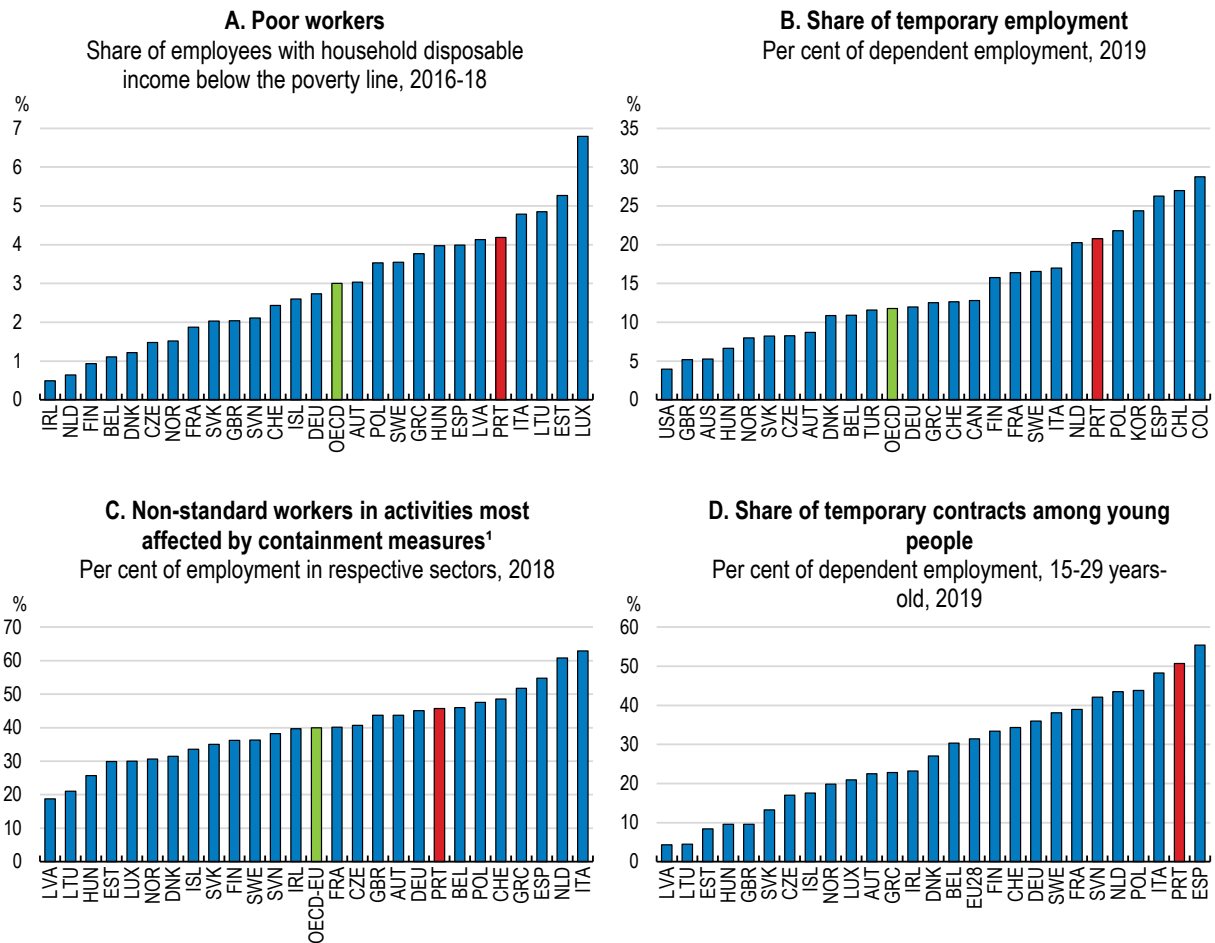 A. Poor workers
Share of employees with household disposable
income below the poverty line, 2016-18
%
7
6
5
4
3
2
1
0
IRL
NLD
FIN
BEL
DNK
CZE
NOR
FRA
SVK
GBR
SVN
CHE
ISL
DEU
OECD
AUT
POL
SWE
GRC
HUN
ESP
LVA
PRT
ITA
LTU
EST
LUX
B. Share of temporary employment
Per cent of dependent employment, 2019
%
35
30
25
20
15
10
5
0
USA
GBR
AUS
HUN
NOR
SVK
CZE
AUT
DNK
BEL
TUR
OECD
DEU
GRC
CHE
CAN
FIN
FRA
SWE
ITA
NLD
PRT
POL
KOR
ESP
CHL
COL
C. Non-standard workers in activities most
affected by containment measures¹
Per cent of employment in respective sectors, 2018
%
70
60
50
40
30
20
10
0
LVA
LTU
HUN
EST
LUX
NOR
DNK
ISL
SVK
FIN
SWE
SVN
IRL
OECD-EU
FRA
CZE
GBR
AUT
DEU
PRT
BEL
POL
CHE
GRC
ESP
NLD
ITA
D. Share of temporary contracts among young
people
Per cent of dependent employment, 15-29 years-
old, 2019
%
60
50
40
30
20
10
0
LVA
LTU
EST
HUN
GBR
SVK
CZE
ISL
NOR
LUX
AUT
GRC
IRL
DNK
BEL
EU28
FIN
CHE
DEU
SWE
FRA
SVN
NLD
POL
ITA
PRT
ESP